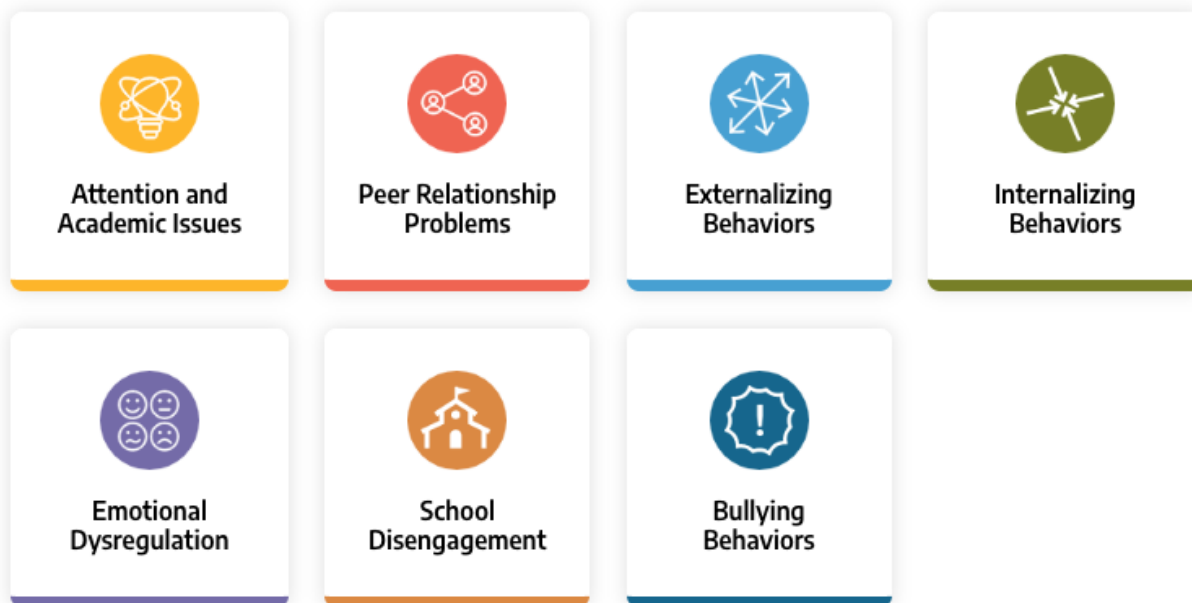 Attention and
Academic Issues
Peer Relationship
Problems
Externalizing
Behaviors
Internalizing
Behaviors
Emotional
Dysregulation
School
Disengagement
!
Bullying
Behaviors